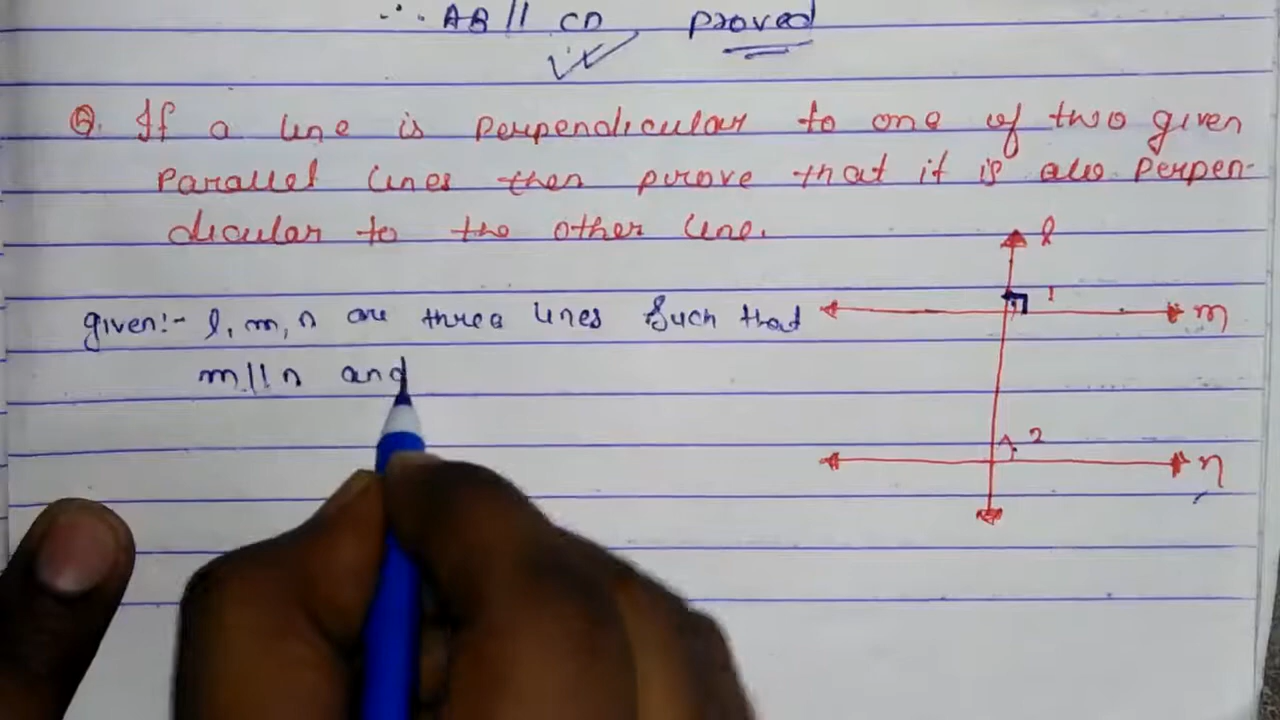 ∴ AB || CD proved
Q. If a line is perpendicular to one of two given
parallel lines then prove that it is also perpen-
dicular to the other line.
l
given:- l, m, n are three lines such that
1
m
m||n and
2
n